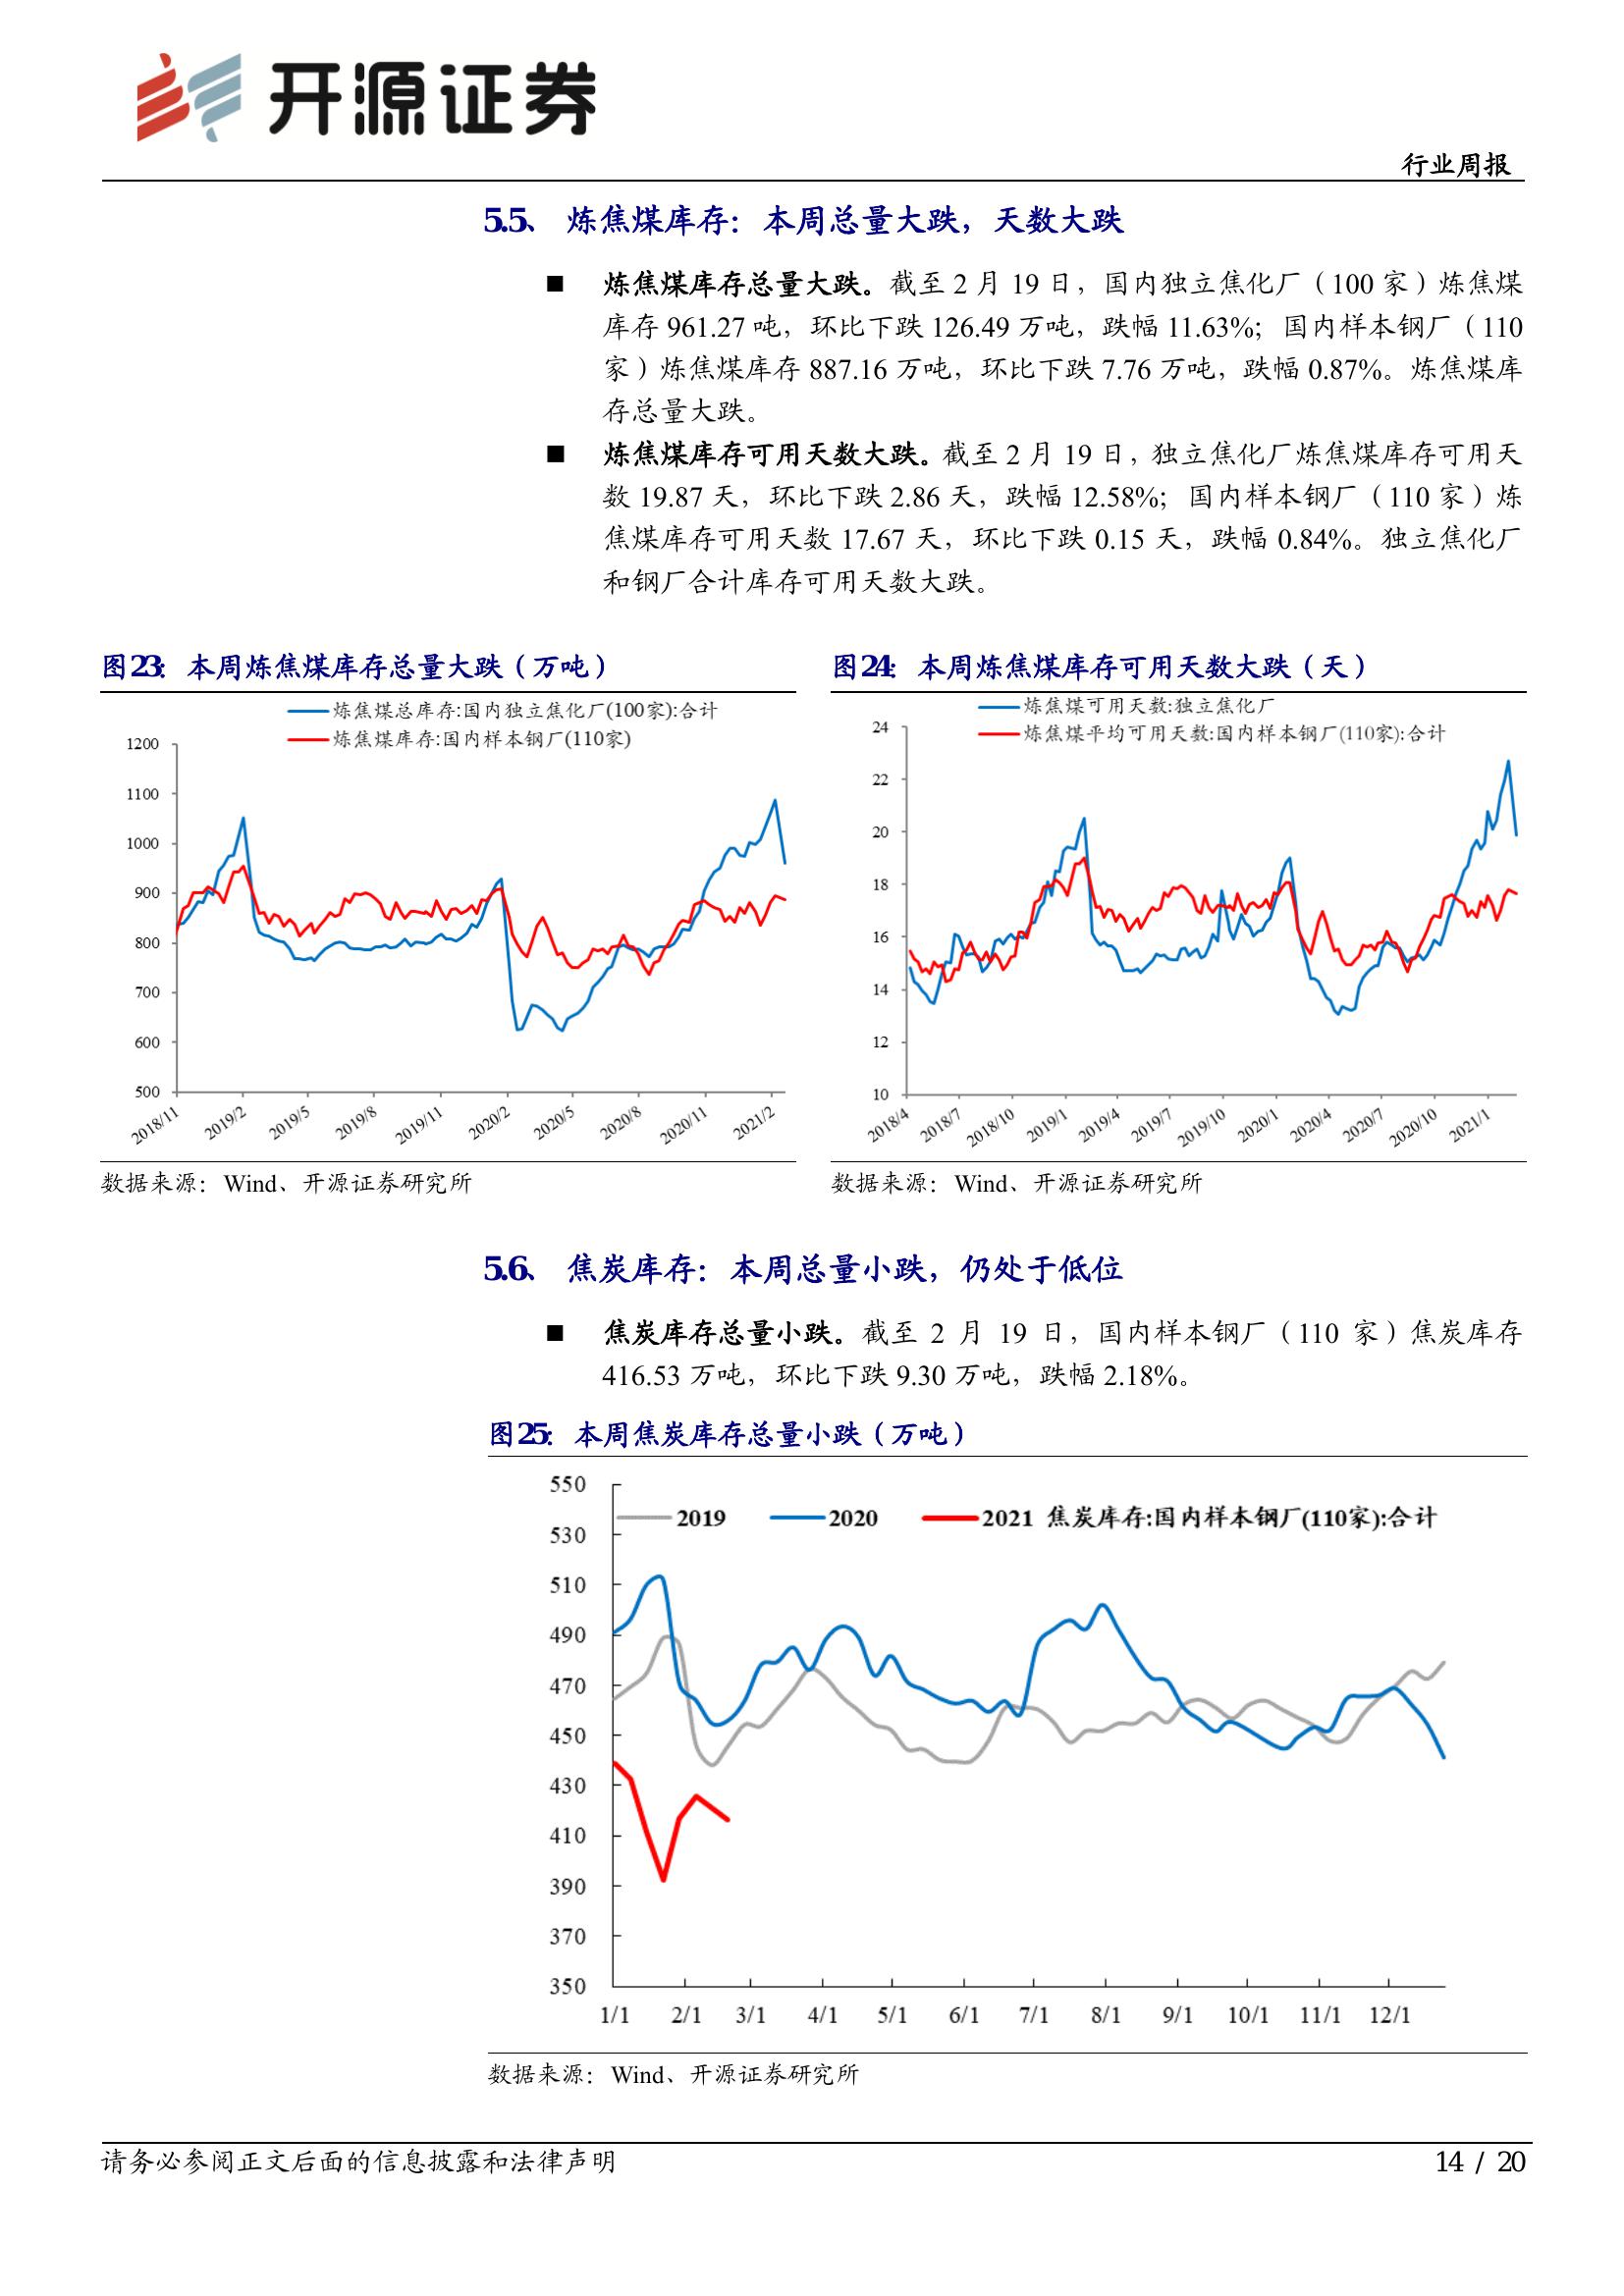 开源证券
行业周报
5.5、 炼焦煤库存：本周总量大跌，天数大跌
■ 炼焦煤库存总量大跌。截至 2 月 19 日，国内独立焦化厂（100 家）炼焦煤
库存 961.27 吨，环比下跌 126.49 万吨，跌幅 11.63%；国内样本钢厂（110
家）炼焦煤库存 887.16 万吨，环比下跌 7.76 万吨，跌幅 0.87%。炼焦煤库
存总量大跌。
■ 炼焦煤库存可用天数大跌。截至 2 月 19 日，独立焦化厂炼焦煤库存可用天
数 19.87 天，环比下跌 2.86 天，跌幅 12.58%；国内样本钢厂（110 家）炼
焦煤库存可用天数 17.67 天，环比下跌 0.15 天，跌幅 0.84%。独立焦化厂
和钢厂合计库存可用天数大跌。
图23：本周炼焦煤库存总量大跌（万吨）
炼焦煤总库存:国内独立焦化厂(100家):合计
炼焦煤库存:国内样本钢厂(110家)
1200
1100
1000
900
800
700
600
500
2018/11 2019/2 2019/5 2019/8 2019/11 2020/2 2020/5 2020/8 2020/11 2021/2
数据来源：Wind、开源证券研究所
图24：本周炼焦煤库存可用天数大跌（天）
炼焦煤可用天数:独立焦化厂
炼焦煤平均可用天数:国内样本钢厂(110家):合计
24
22
20
18
16
14
12
10
2018/4 2018/7 2018/10 2019/1 2019/4 2019/7 2019/10 2020/1 2020/4 2020/7 2020/10 2021/1
数据来源：Wind、开源证券研究所
5.6、 焦炭库存：本周总量小跌，仍处于低位
■ 焦炭库存总量小跌。截至 2 月 19 日，国内样本钢厂（110 家）焦炭库存
416.53 万吨，环比下跌 9.30 万吨，跌幅 2.18%。
图25：本周焦炭库存总量小跌（万吨）
2019 2020 2021 焦炭库存:国内样本钢厂(110家):合计
550
530
510
490
470
450
430
410
390
370
350
1/1 2/1 3/1 4/1 5/1 6/1 7/1 8/1 9/1 10/1 11/1 12/1
数据来源：Wind、开源证券研究所
请务必参阅正文后面的信息披露和法律声明
14 / 20